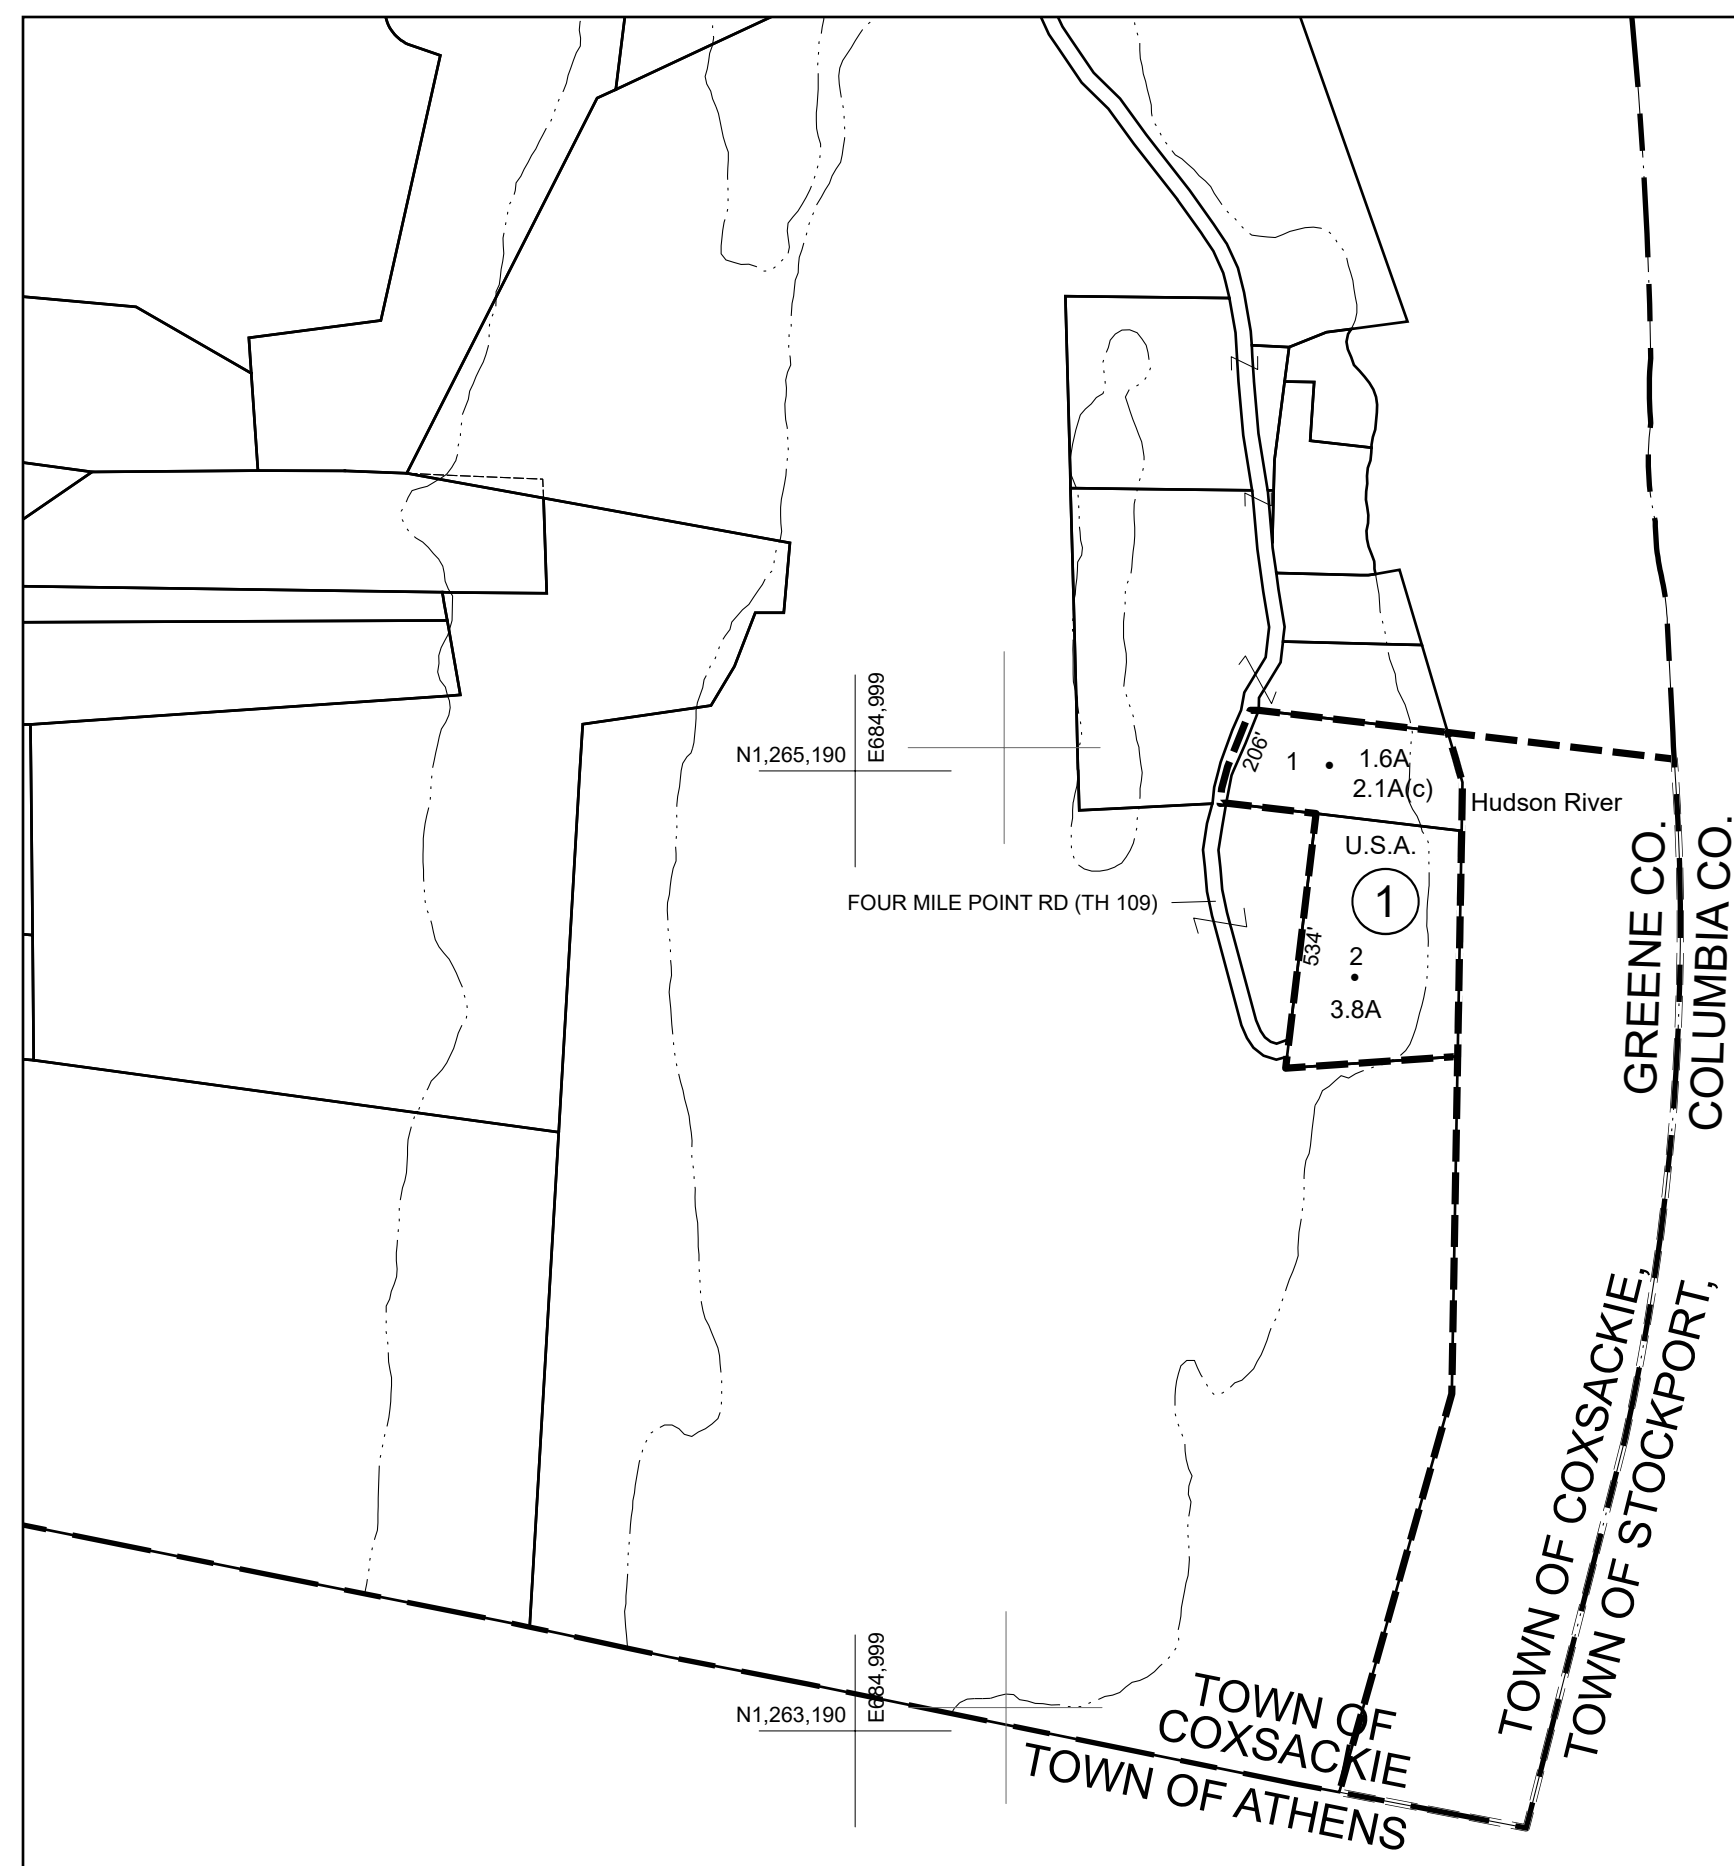 E684,999
N1,265,190
206'
1
1.6A
2.1A(c)
Hudson River
U.S.A.
1
FOUR MILE POINT RD (TH 109)
534'
2
3.8A
GREENE CO.
COLUMBIA CO.
TOWN OF COXSACKIE,
TOWN OF STOCKPORT,
E684,999
N1,263,190
TOWN OF
COXSACKIE
TOWN OF ATHENS